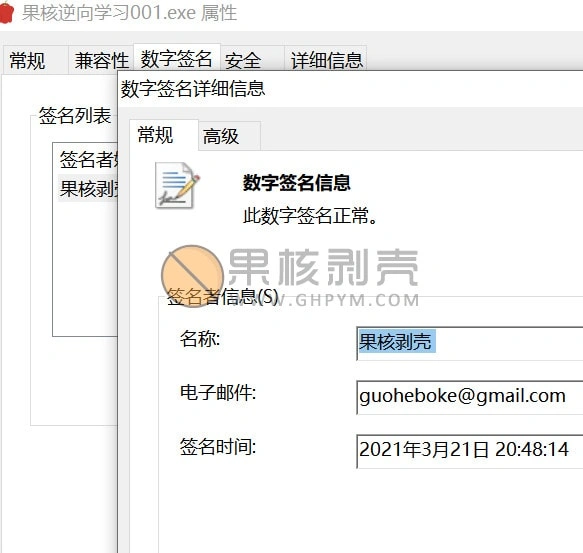 果核逆向学习001.exe 属性
常规 兼容性 数字签名 安全 详细信息
数字签名详细信息
签名列表
常规 高级
签名者
果核剥壳
数字签名信息
此数字签名正常。
果核剥壳
WWW.GHPYM.COM
签名者信息(S)
名称: 果核剥壳
电子邮件: guoheboke@gmail.com
签名时间: 2021年3月21日 20:48:14